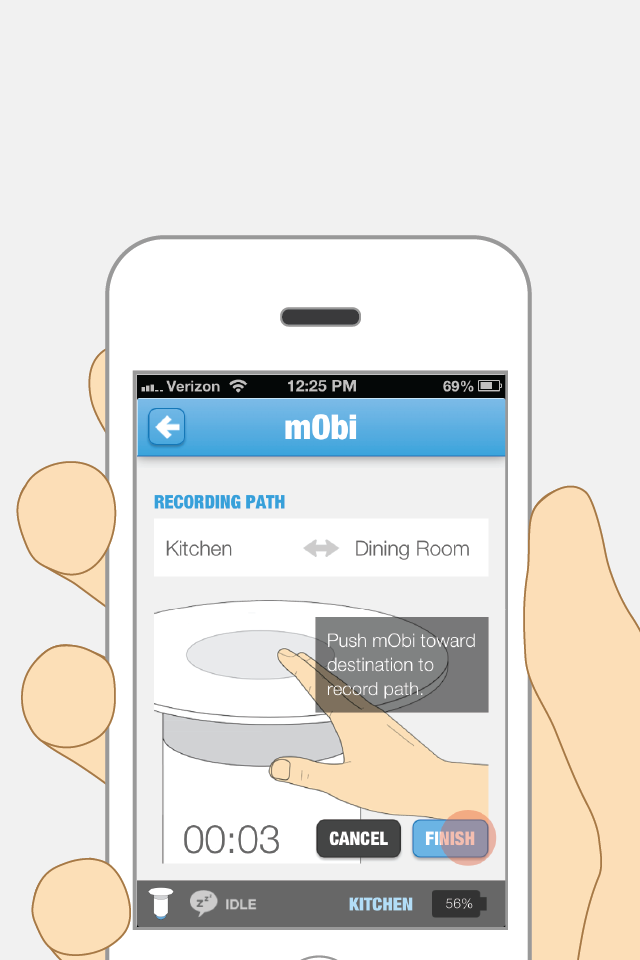 Verizon 12:25 PM 69%
mObi
RECORDING PATH
Kitchen Dining Room
Push mObi toward
destination to
record path.
00:03 CANCEL FINISH
zzz IDLE KITCHEN 56%